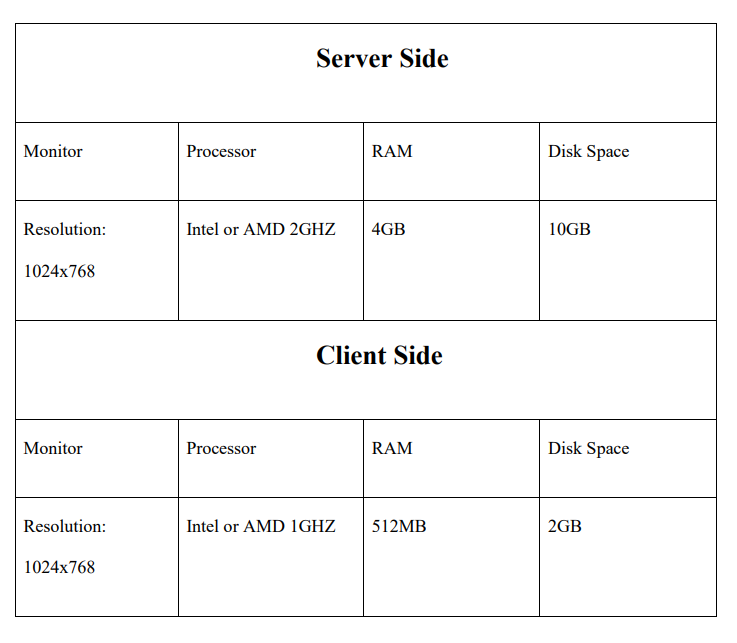 Server Side
Monitor Processor RAM Disk Space
Resolution: Intel or AMD 2GHZ 4GB 10GB
1024x768
Client Side
Monitor Processor RAM Disk Space
Resolution: Intel or AMD 1GHZ 512MB 2GB
1024x768